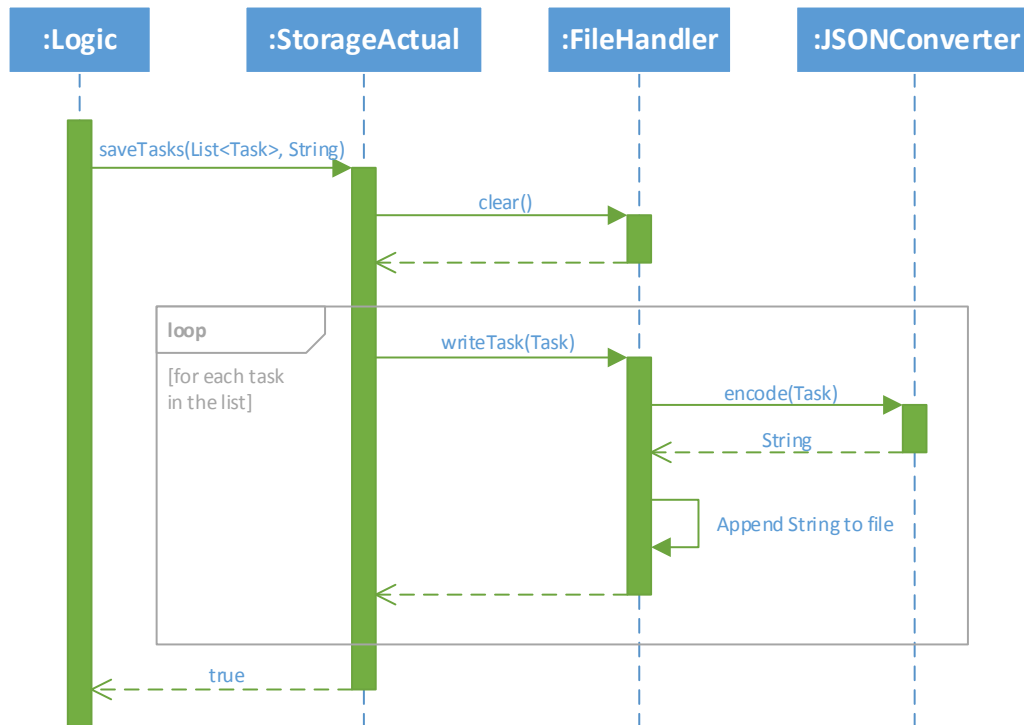 :Logic
:StorageActual
:FileHandler
:JSONConverter
saveTasks(List<Task>, String)
clear()
loop
[for each task
in the list]
writeTask(Task)
encode(Task)
String
Append String to file
true